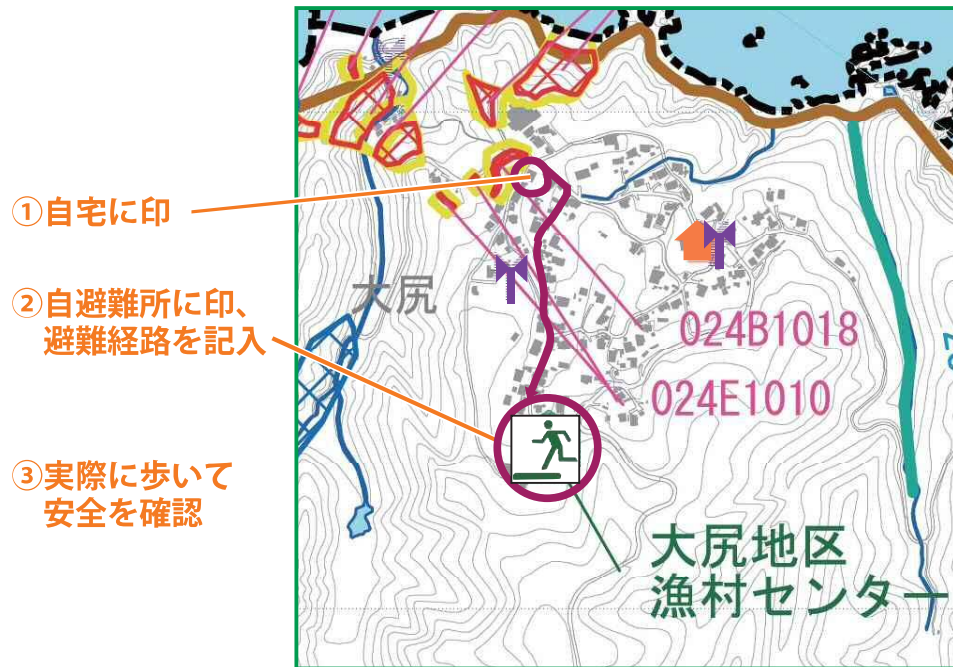 ①自宅に印
②自避難所に印、
避難経路を記入
③実際に歩いて
安全を確認
大尻
024B1018
024E1010
大尻地区
漁村センター